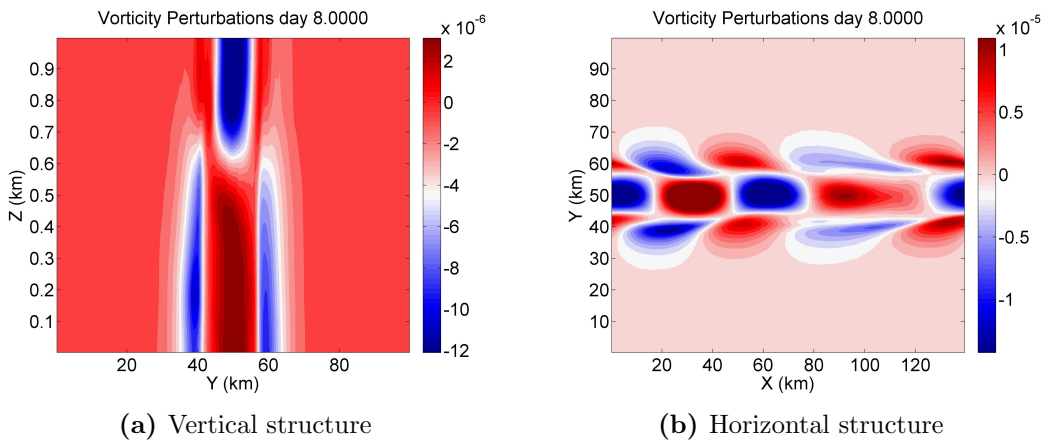 Vorticity Perturbations day 8.0000
x 10^-6
0.9
0.8
0.7
0.6
0.5
0.4
0.3
0.2
0.1
Z (km)
20 40 60 80
Y (km)
2
0
-2
-4
-6
-8
-10
-12
(a) Vertical structure
Vorticity Perturbations day 8.0000
x 10^-5
90
80
70
60
50
40
30
20
10
Y (km)
20 40 60 80 100 120
X (km)
1
0.5
0
-0.5
-1
(b) Horizontal structure